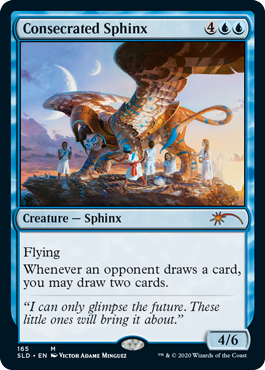 Consecrated Sphinx 4
Creature — Sphinx
Flying
Whenever an opponent draws a card,
you may draw two cards.
“I can only glimpse the future. These
little ones will bring it about.”
4/6
165 M
SLD • EN Victor Adame Minguez
™ & © 2020 Wizards of the Coast